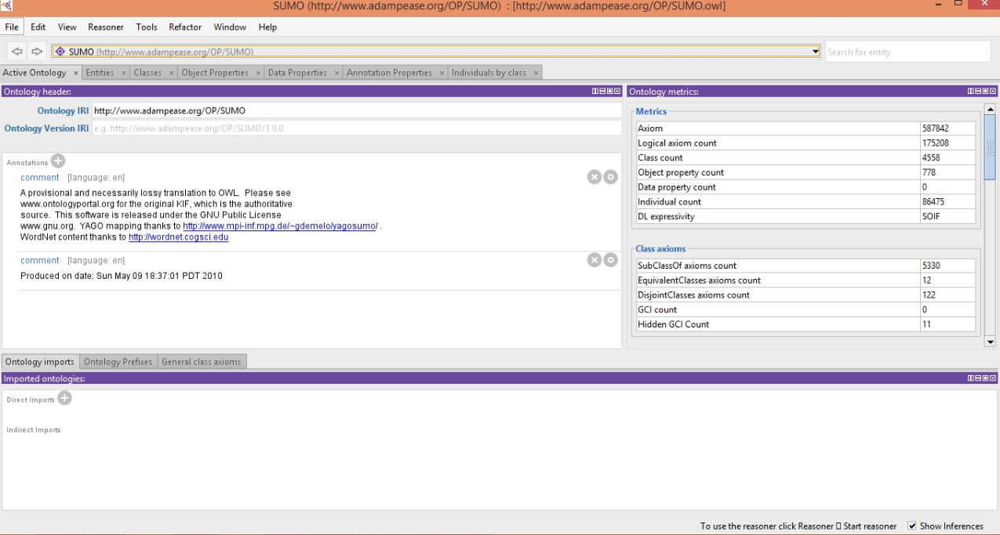 SUMO (http://www.adampease.org/OP/SUMO) : [http://www.adampease.org/OP/SUMO.owl]
File Edit View Reasoner Tools Refactor Window Help
SUMO (http://www.adampease.org/OP/SUMO)
Search for entity
Active Ontology × Entities × Classes × Object Properties × Data Properties × Annotation Properties × Individuals by class ×
Ontology header:
Ontology IRI http://www.adampease.org/OP/SUMO
Ontology Version IRI e.g. http://www.adampease.org/OP/SUMO/1.0.0
Annotations
comment [language: en]
A provisional and necessarily lossy translation to OWL. Please see
www.ontologyportal.org for the original KIF, which is the authoritative
source. This software is released under the GNU Public License
www.gnu.org. YAGO mapping thanks to http://www.mpi-inf.mpg.de/~gdemelo/yagosumo/ .
WordNet content thanks to http://wordnet.cogsci.edu
comment [language: en]
Produced on date: Sun May 09 18:37:01 PDT 2010
Ontology metrics:
Metrics
Axiom 587842
Logical axiom count 175208
Class count 4558
Object property count 778
Data property count 0
Individual count 86475
DL expressivity SOIF
Class axioms
SubClassOf axioms count 5330
EquivalentClasses axioms count 12
DisjointClasses axioms count 122
GCI count 0
Hidden GCI Count 11
Ontology imports Ontology Prefixes General class axioms
Imported ontologies:
Direct Imports
Indirect Imports
To use the reasoner click Reasoner ▯ Start reasoner Show Inferences